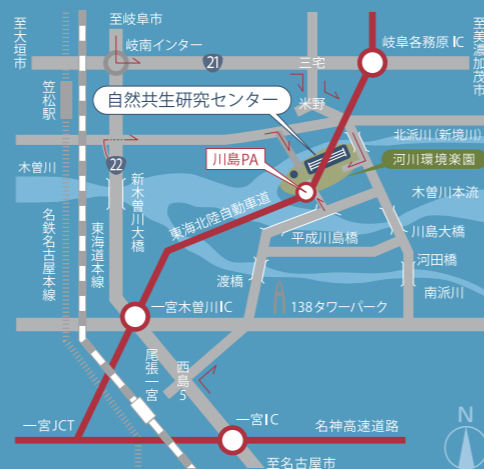 至岐阜市
至大垣市
岐南インター
21
三宅
岐阜各務原IC
至美濃加茂市
笠松駅
米野
自然共生研究センター
北派川(新境川)
川島PA
河川環境楽園
木曽川
22
新木曽川大橋
東海北陸自動車道
木曽川本流
名鉄名古屋本線
東海道本線
平成川島橋
川島大橋
河田橋
渡橋
南派川
138タワーパーク
一宮木曽川IC
尾張一宮
西島5
一宮JCT
一宮IC
名神高速道路
至名古屋市
N